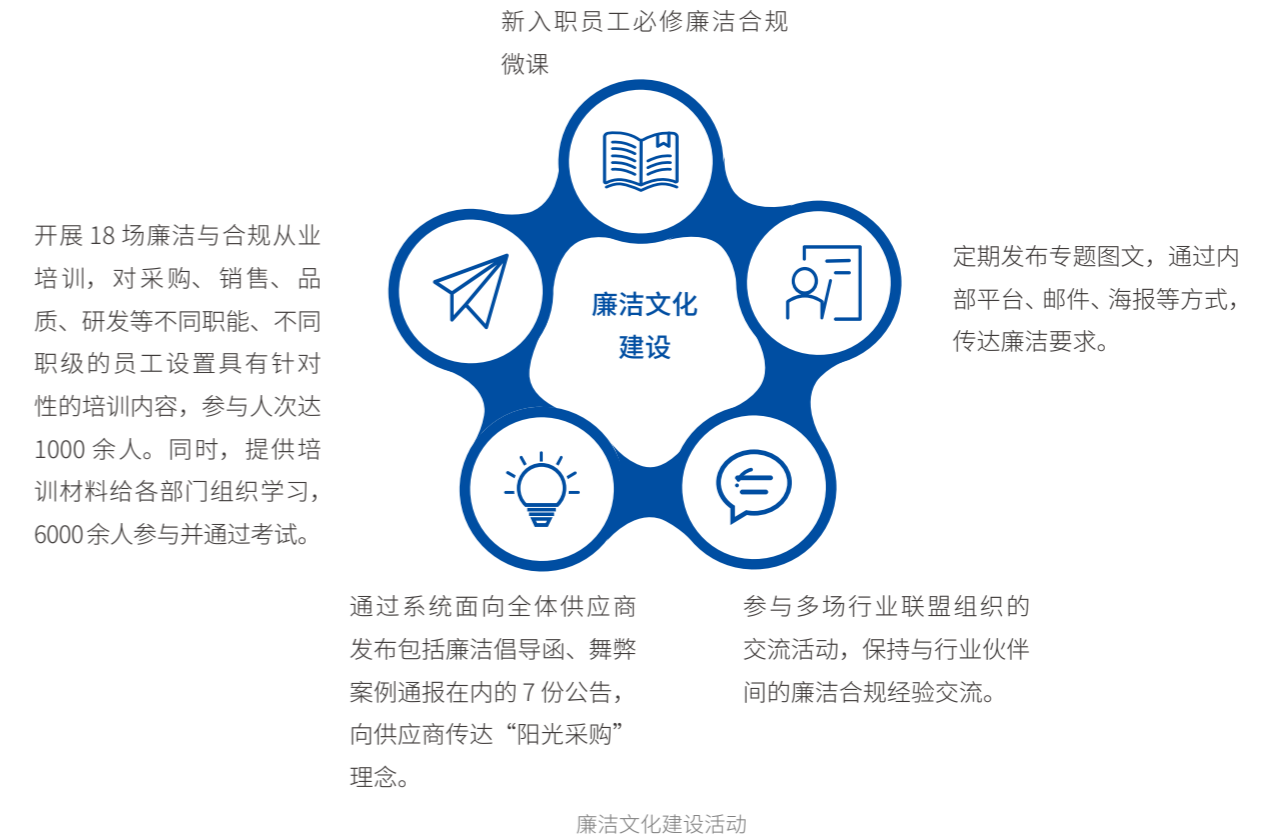 新入职员工必修廉洁合规
微课
开展 18 场廉洁与合规从业
培训，对采购、销售、品
质、研发等不同职能、不同
职级的员工设置具有针对
性的培训内容，参与人次达
1000 余人。同时，提供培
训材料给各部门组织学习，
6000余人参与并通过考试。
廉洁文化
建设
定期发布专题图文，通过内
部平台、邮件、海报等方式，
传达廉洁要求。
通过系统面向全体供应商
发布包括廉洁倡导函、舞弊
案例通报在内的 7 份公告，
向供应商传达“阳光采购”
理念。
参与多场行业联盟组织的
交流活动，保持与行业伙伴
间的廉洁合规经验交流。
廉洁文化建设活动